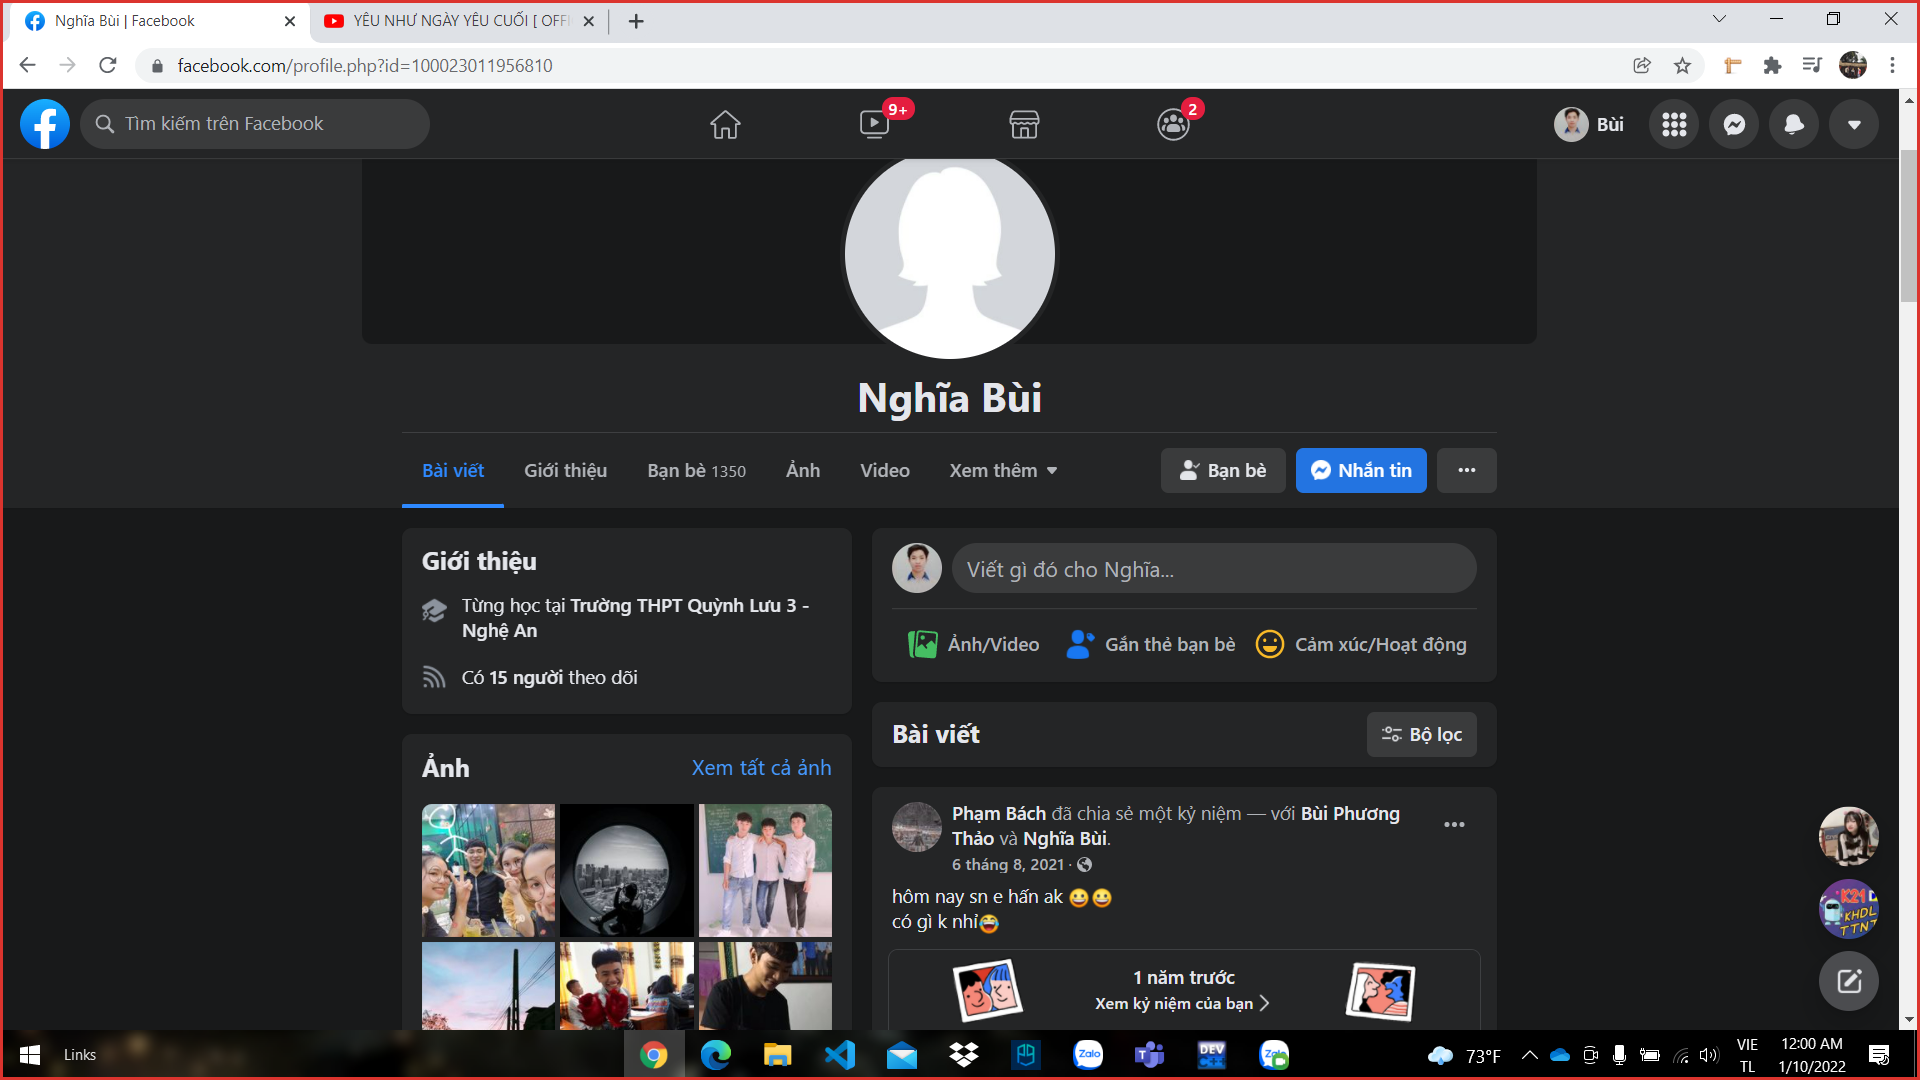 Nghĩa Bùi | Facebook
YÊU NHƯ NGÀY YÊU CUỐI [ OFFI
facebook.com/profile.php?id=100023011956810
Tìm kiếm trên Facebook
9+
2
Bùi
Nghĩa Bùi
Bài viết
Giới thiệu
Bạn bè 1350
Ảnh
Video
Xem thêm
Bạn bè
Nhắn tin
Giới thiệu
Từng học tại Trường THPT Quỳnh Lưu 3 -
Nghệ An
Có 15 người theo dõi
Viết gì đó cho Nghĩa...
Ảnh/Video
Gắn thẻ bạn bè
Cảm xúc/Hoạt động
Bài viết
Bộ lọc
Ảnh
Xem tất cả ảnh
Phạm Bách đã chia sẻ một kỷ niệm — với Bùi Phương
Thảo và Nghĩa Bùi.
6 tháng 8, 2021 ·
hôm nay sn e hấn ak 😀😀
có gì k nhỉ😂
1 năm trước
Xem kỷ niệm của bạn
K21
KHDL
TTNT
Links
Zalo
DEV
C++
73°F
VIE
TL
12:00 AM
1/10/2022